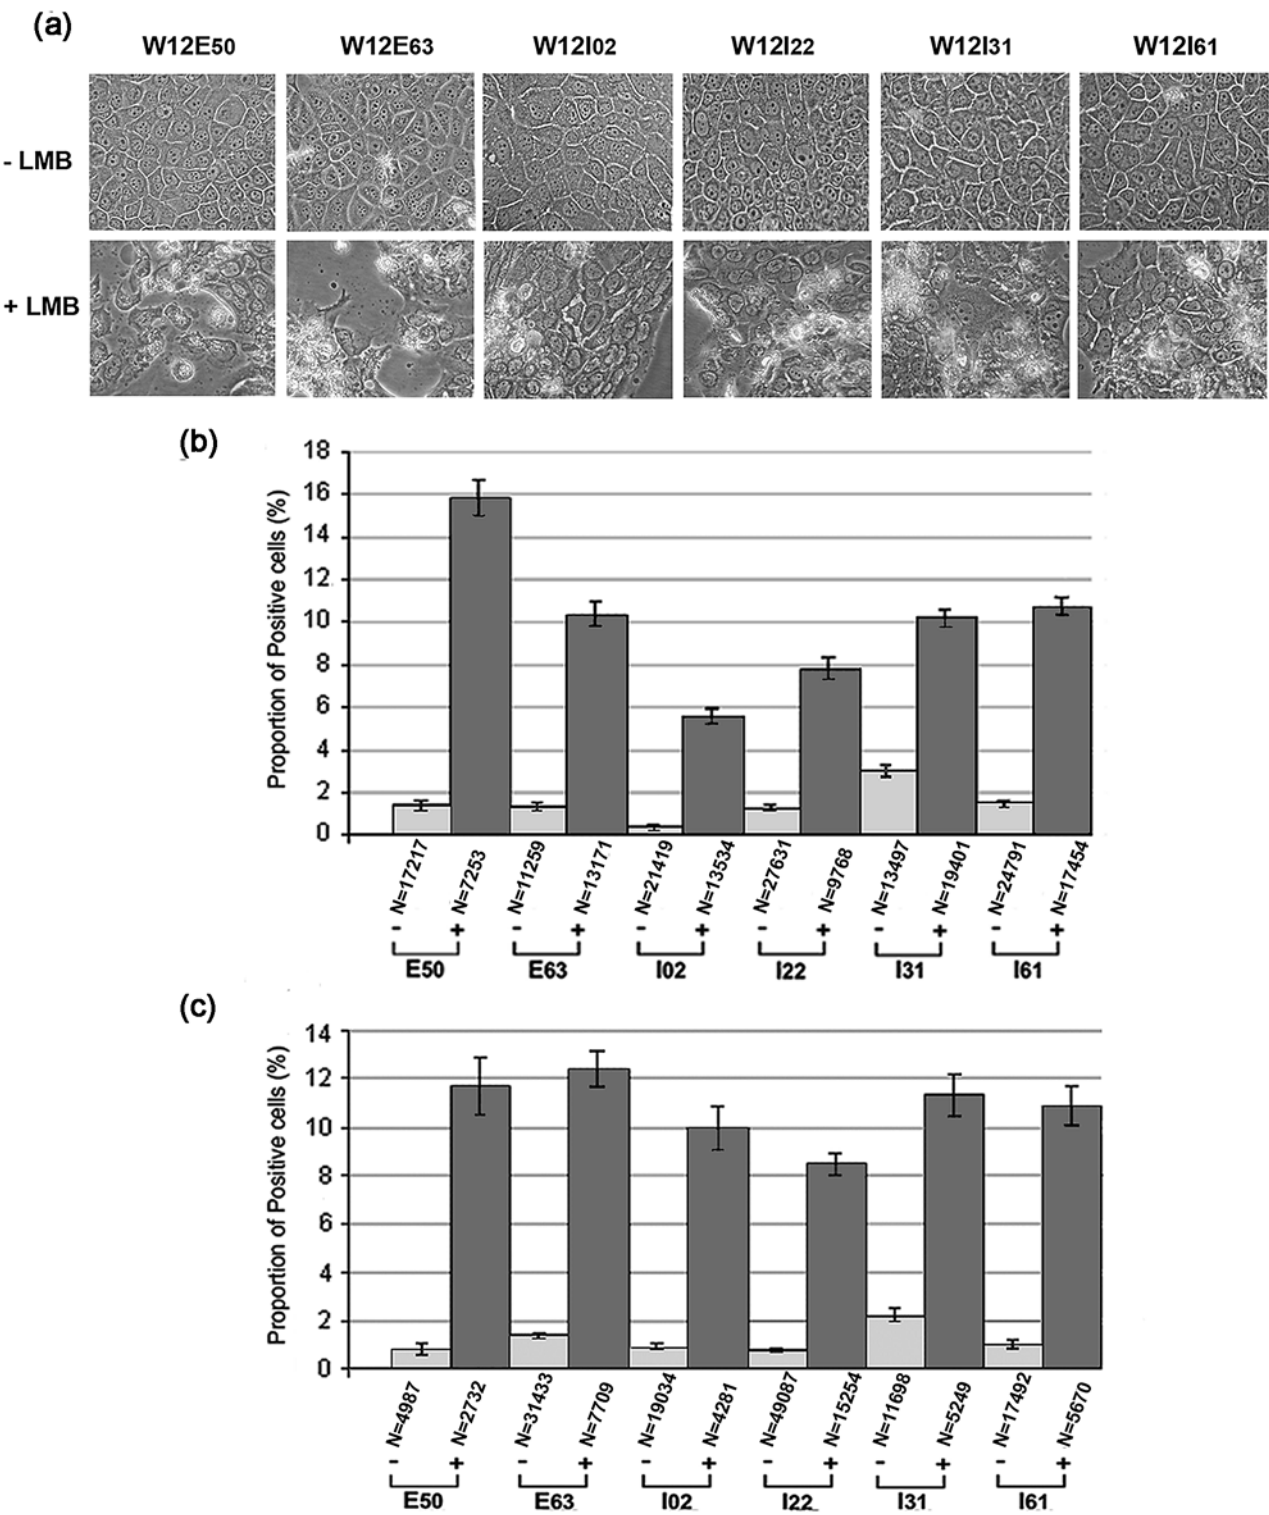 (a)
W12E50 W12E63 W12I02 W12I22 W12I31 W12I61
- LMB
+ LMB
(b)
Proportion of Positive cells (%)
18
16
14
12
10
8
6
4
2
0
N=17217 N=7253 N=11259 N=13171 N=21419 N=13534 N=27631 N=9768 N=13497 N=19401 N=24791 N=17454
- + - + - + - + - + - +
E50 E63 I02 I22 I31 I61
(c)
Proportion of Positive cells (%)
14
12
10
8
6
4
2
0
N=4987 N=2732 N=31433 N=7709 N=19034 N=4281 N=49087 N=15254 N=11698 N=5249 N=17492 N=5670
- + - + - + - + - + - +
E50 E63 I02 I22 I31 I61